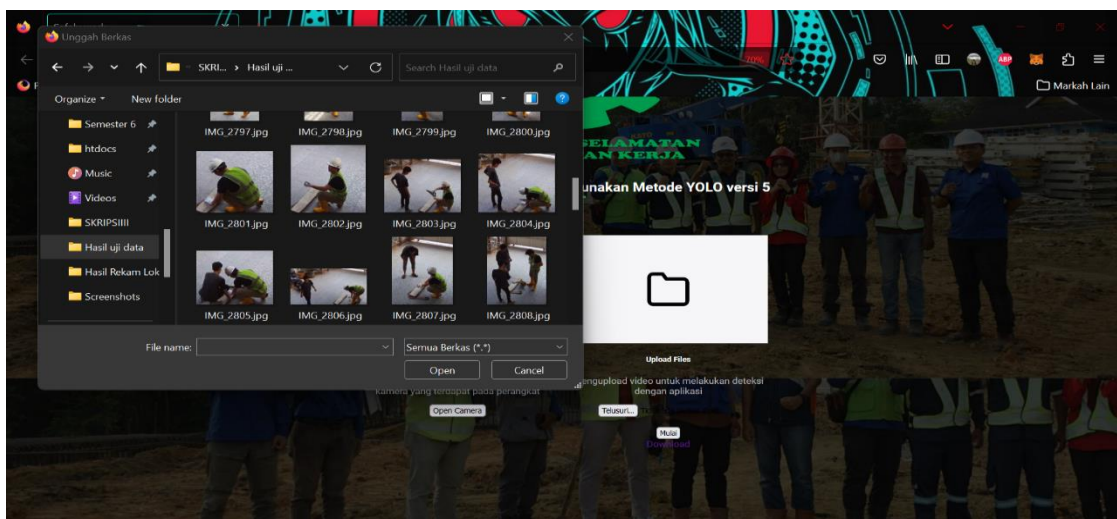 Unggah Berkas
SKRI... > Hasil uji ...
Search Hasil uji data
70%
ABP
Markah Lain
Organize
New folder
Semester 6
htdocs
Music
Videos
SKRIPSIIII
Hasil uji data
Hasil Rekam Lok
Screenshots
IMG_2797.jpg
IMG_2798.jpg
IMG_2799.jpg
IMG_2800.jpg
IMG_2801.jpg
IMG_2802.jpg
IMG_2803.jpg
IMG_2804.jpg
IMG_2805.jpg
IMG_2806.jpg
IMG_2807.jpg
IMG_2808.jpg
File name:
Semua Berkas (*.*)
Open
Cancel
KATO
SELAMATAN
AN KERJA
unakan Metode YOLO versi 5
Upload Files
engupload video untuk melakukan deteksi
dengan aplikasi
kamera yang terdapat pada perangkat
Open Camera
Telusuri...
Mulai
Download